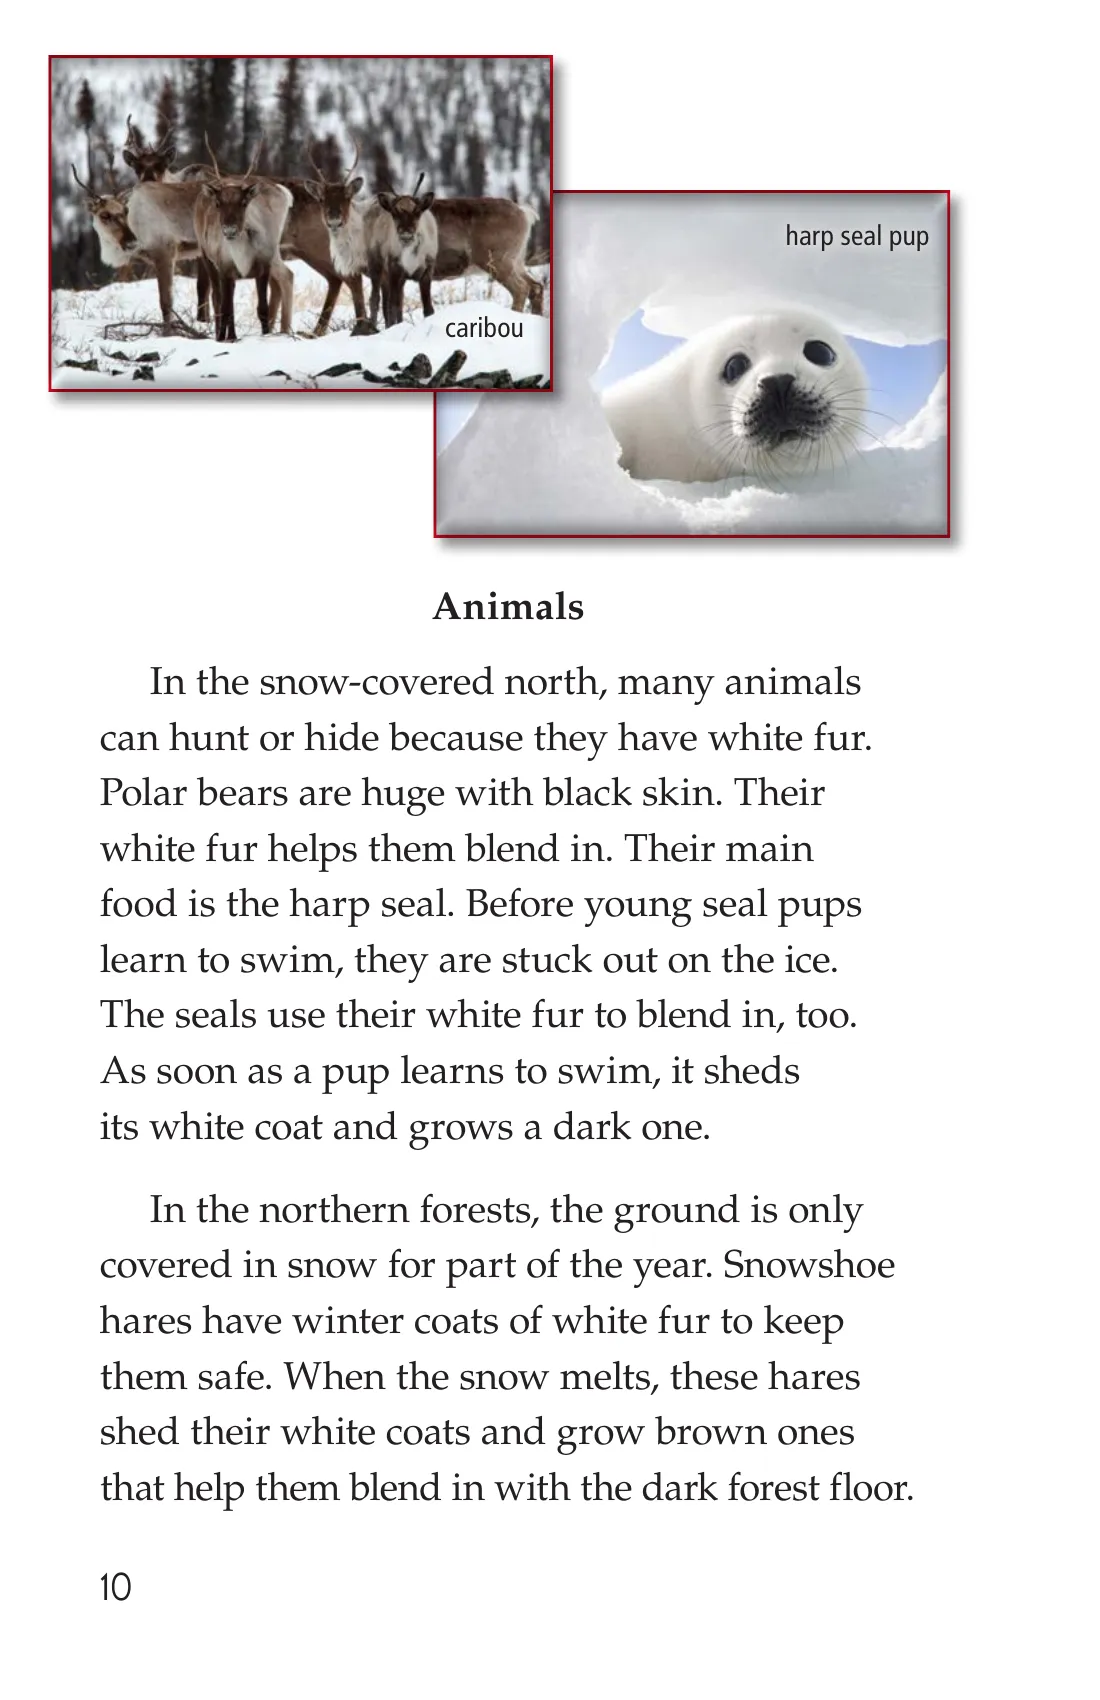 caribou
harp seal pup
Animals
In the snow-covered north, many animals
can hunt or hide because they have white fur.
Polar bears are huge with black skin. Their
white fur helps them blend in. Their main
food is the harp seal. Before young seal pups
learn to swim, they are stuck out on the ice.
The seals use their white fur to blend in, too.
As soon as a pup learns to swim, it sheds
its white coat and grows a dark one.
In the northern forests, the ground is only
covered in snow for part of the year. Snowshoe
hares have winter coats of white fur to keep
them safe. When the snow melts, these hares
shed their white coats and grow brown ones
that help them blend in with the dark forest floor.
10